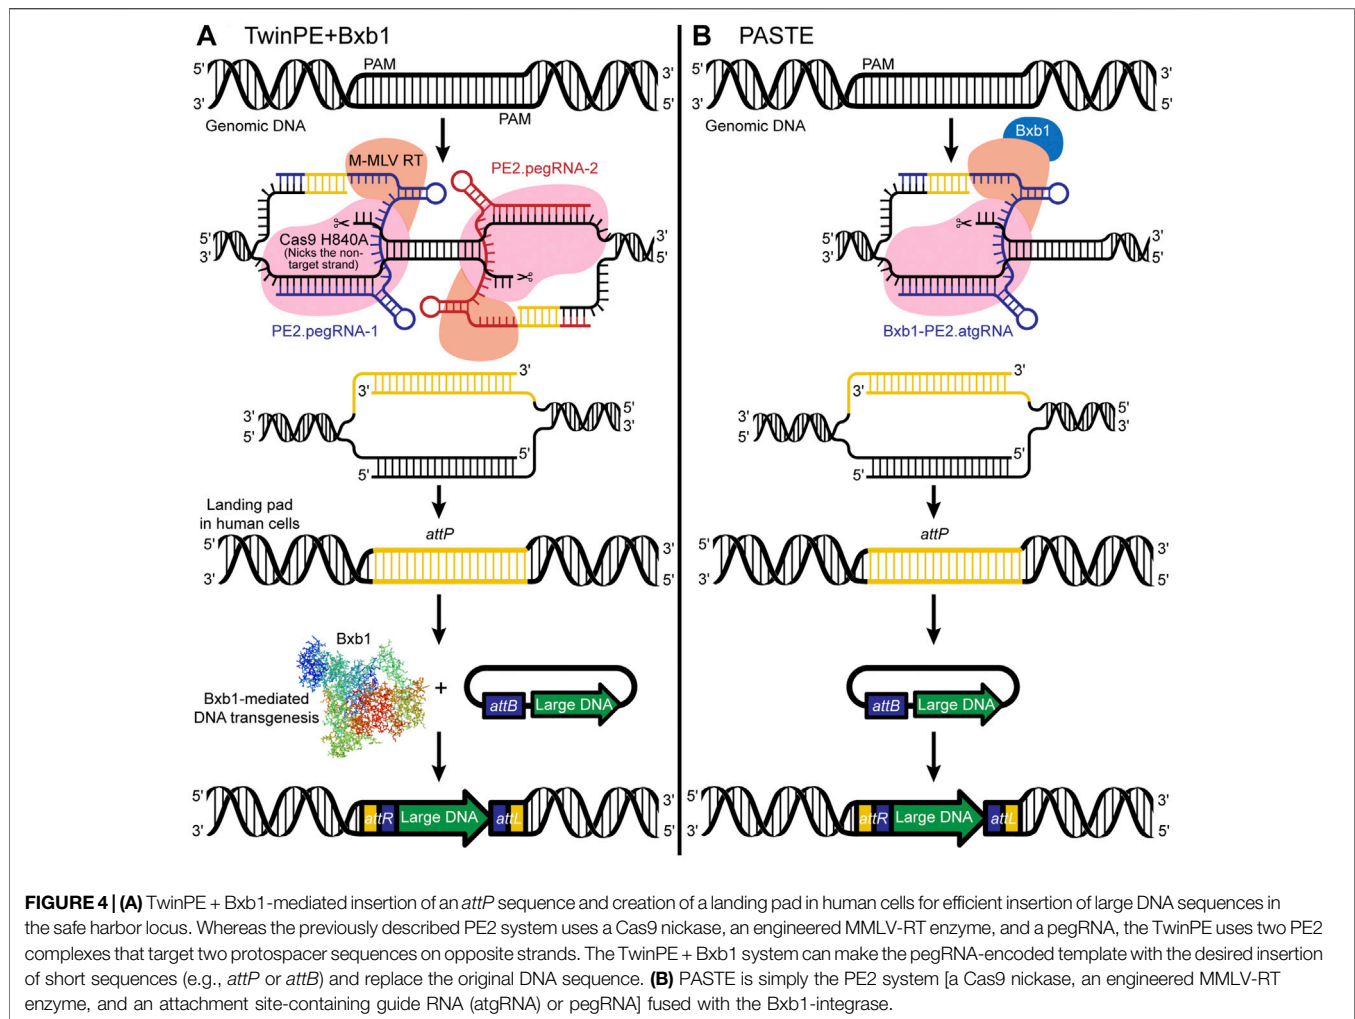 A TwinPE+Bxb1
PAM
5' 3'
3' 5'
Genomic DNA
PAM
M-MLV RT
PE2.pegRNA-2
Cas9 H840A
(Nicks the non-
target strand)
5' 3'
3' 5'
PE2.pegRNA-1
3'
3'
3' 5'
5' 3'
5'
5'
Landing pad
in human cells
attP
5' 3'
3' 5'
Bxb1
Bxb1-mediated
DNA transgenesis
+
attB Large DNA
5' 3'
3' 5'
attR Large DNA attL
B PASTE
PAM
5' 3'
3' 5'
Genomic DNA
Bxb1
5' 3'
3' 5'
Bxb1-PE2.atgRNA
3'
3'
3' 5'
5' 3'
5'
5'
attP
5' 3'
3' 5'
attB Large DNA
5' 3'
3' 5'
attR Large DNA attL
FIGURE 4 | (A) TwinPE + Bxb1-mediated insertion of an attP sequence and creation of a landing pad in human cells for efficient insertion of large DNA sequences in
the safe harbor locus. Whereas the previously described PE2 system uses a Cas9 nickase, an engineered MMLV-RT enzyme, and a pegRNA, the TwinPE uses two PE2
complexes that target two protospacer sequences on opposite strands. The TwinPE + Bxb1 system can make the pegRNA-encoded template with the desired insertion
of short sequences (e.g., attP or attB) and replace the original DNA sequence. (B) PASTE is simply the PE2 system [a Cas9 nickase, an engineered MMLV-RT
enzyme, and an attachment site-containing guide RNA (atgRNA) or pegRNA] fused with the Bxb1-integrase.